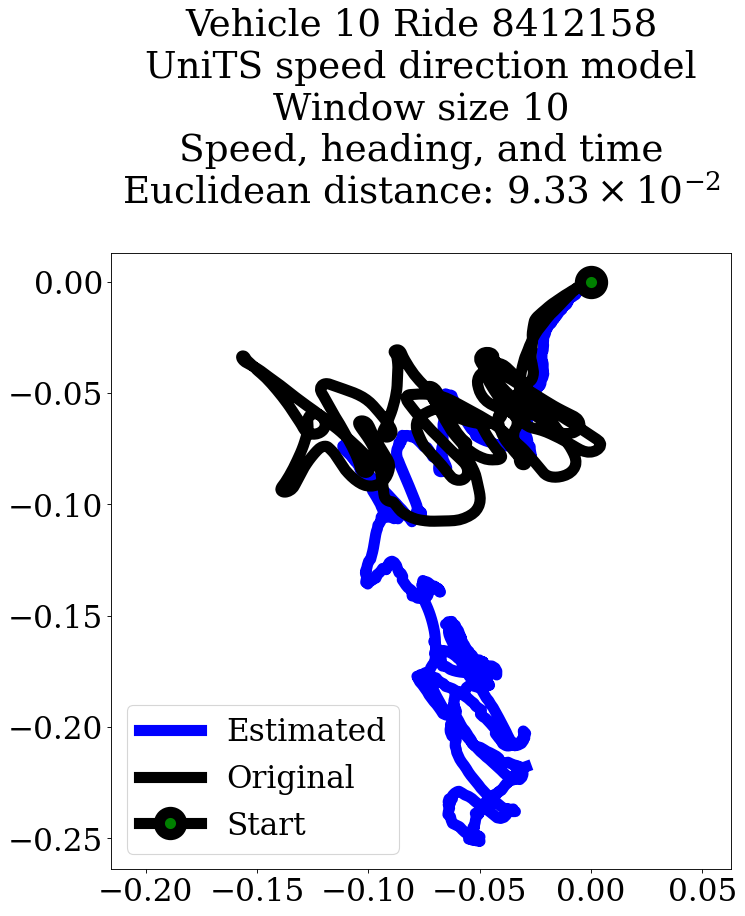 Vehicle 10 Ride 8412158
UniTS speed direction model
Window size 10
Speed, heading, and time
Euclidean distance: 9.33 × 10⁻²
0.00
−0.05
−0.10
−0.15
−0.20
−0.25
Estimated
Original
Start
−0.20 −0.15 −0.10 −0.05 0.00 0.05